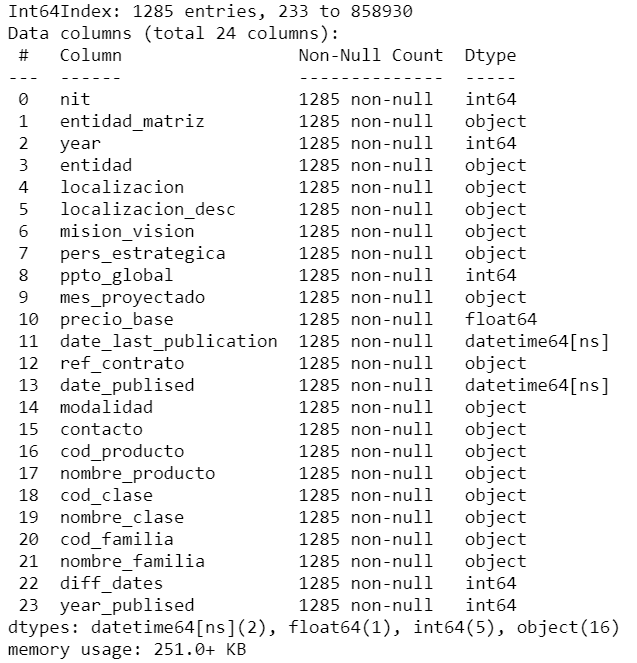 Int64Index: 1285 entries, 233 to 858930
Data columns (total 24 columns):
 #   Column                 Non-Null Count  Dtype
---  ------                 --------------  -----
 0   nit                    1285 non-null   int64
 1   entidad_matriz         1285 non-null   object
 2   year                   1285 non-null   int64
 3   entidad                1285 non-null   object
 4   localizacion           1285 non-null   object
 5   localizacion_desc      1285 non-null   object
 6   mision_vision          1285 non-null   object
 7   pers_estrategica       1285 non-null   object
 8   ppto_global            1285 non-null   int64
 9   mes_proyectado         1285 non-null   object
 10  precio_base            1285 non-null   float64
 11  date_last_publication  1285 non-null   datetime64[ns]
 12  ref_contrato           1285 non-null   object
 13  date_publised          1285 non-null   datetime64[ns]
 14  modalidad              1285 non-null   object
 15  contacto               1285 non-null   object
 16  cod_producto           1285 non-null   object
 17  nombre_producto        1285 non-null   object
 18  cod_clase              1285 non-null   object
 19  nombre_clase           1285 non-null   object
 20  cod_familia            1285 non-null   object
 21  nombre_familia         1285 non-null   object
 22  diff_dates             1285 non-null   int64
 23  year_publised          1285 non-null   int64
dtypes: datetime64[ns](2), float64(1), int64(5), object(16)
memory usage: 251.0+ KB